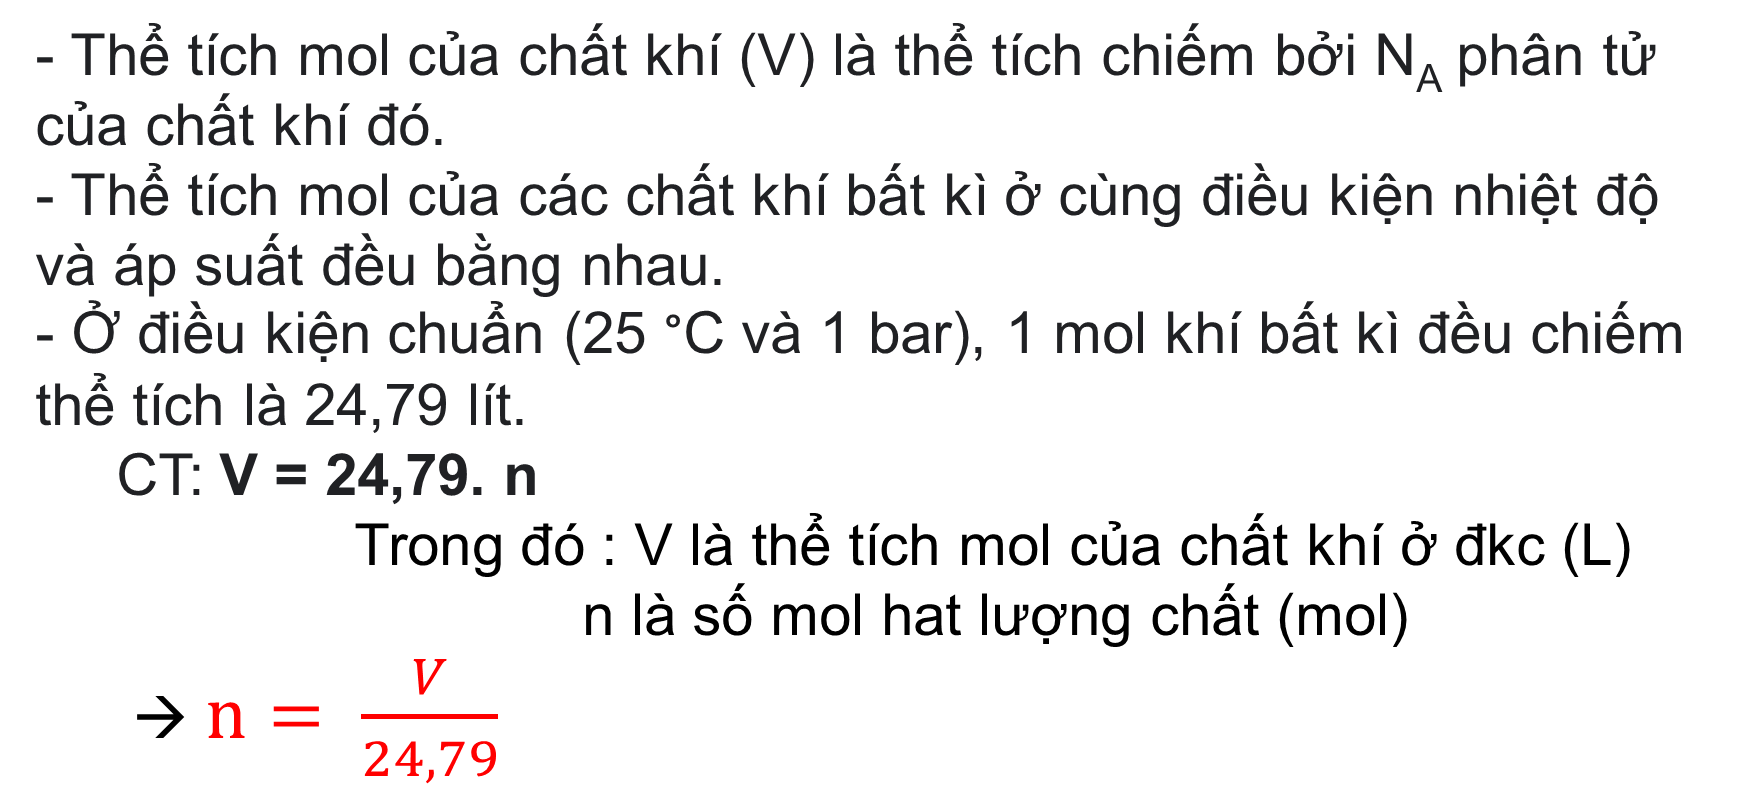 - Thể tích mol của chất khí (V) là thể tích chiếm bởi N_A phân tử
của chất khí đó.
- Thể tích mol của các chất khí bất kì ở cùng điều kiện nhiệt độ
và áp suất đều bằng nhau.
- Ở điều kiện chuẩn (25 °C và 1 bar), 1 mol khí bất kì đều chiếm
thể tích là 24,79 lít.
CT: V = 24,79. n
Trong đó : V là thể tích mol của chất khí ở đkc (L)
n là số mol hat lượng chất (mol)
→ n = V/24,79